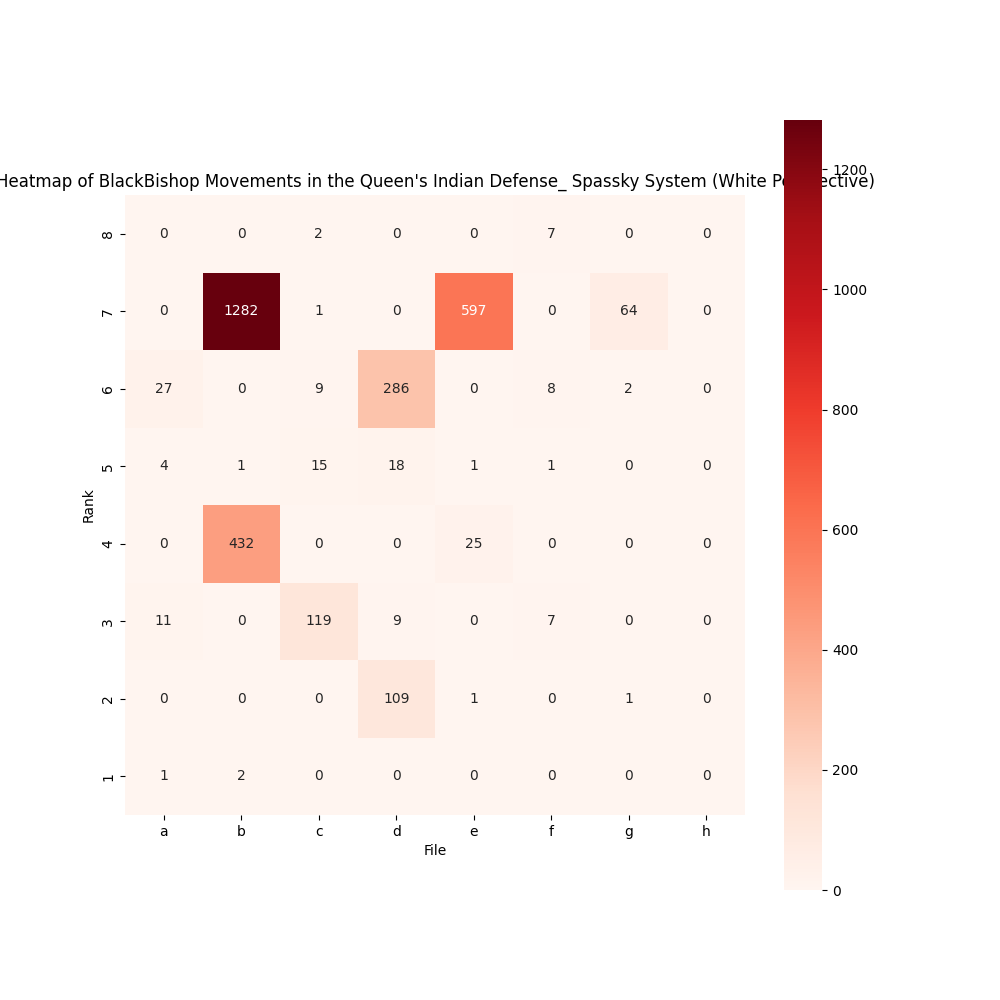 Heatmap of BlackBishop Movements in the Queen's Indian Defense_ Spassky System (White Pe ective)
8 0 0 2 0 0 7 0 0
7 0 1282 1 0 597 0 64 0
6 27 0 9 286 0 8 2 0
5 4 1 15 18 1 1 0 0
4 0 432 0 0 25 0 0 0
3 11 0 119 9 0 7 0 0
2 0 0 0 109 1 0 1 0
1 1 2 0 0 0 0 0 0
a b c d e f g h
File
Rank
1200
1000
800
600
400
200
0